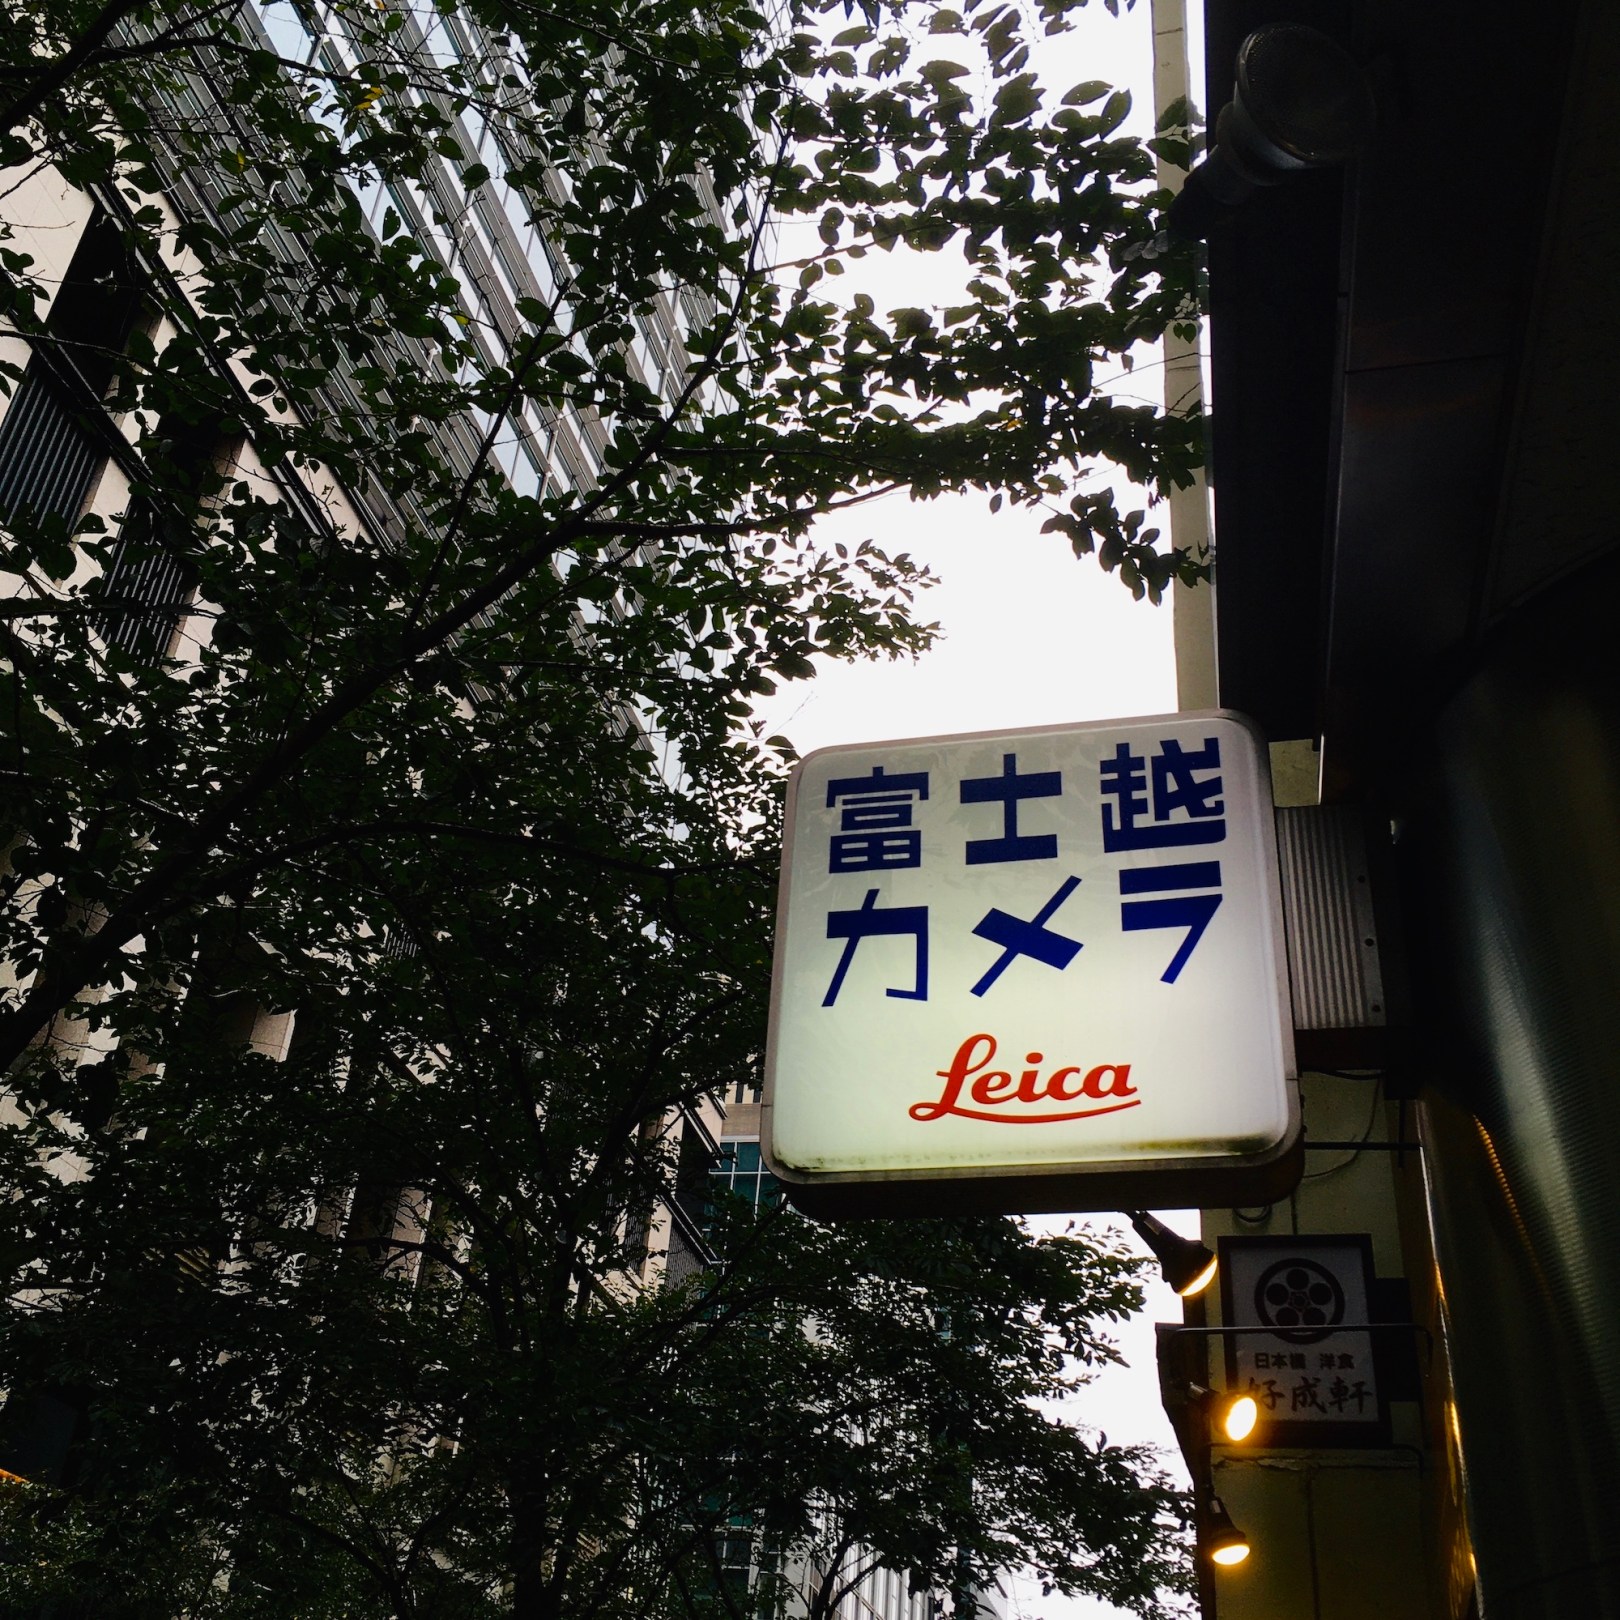 富士越
カメラ
Leica
日本橋 洋食
好成軒